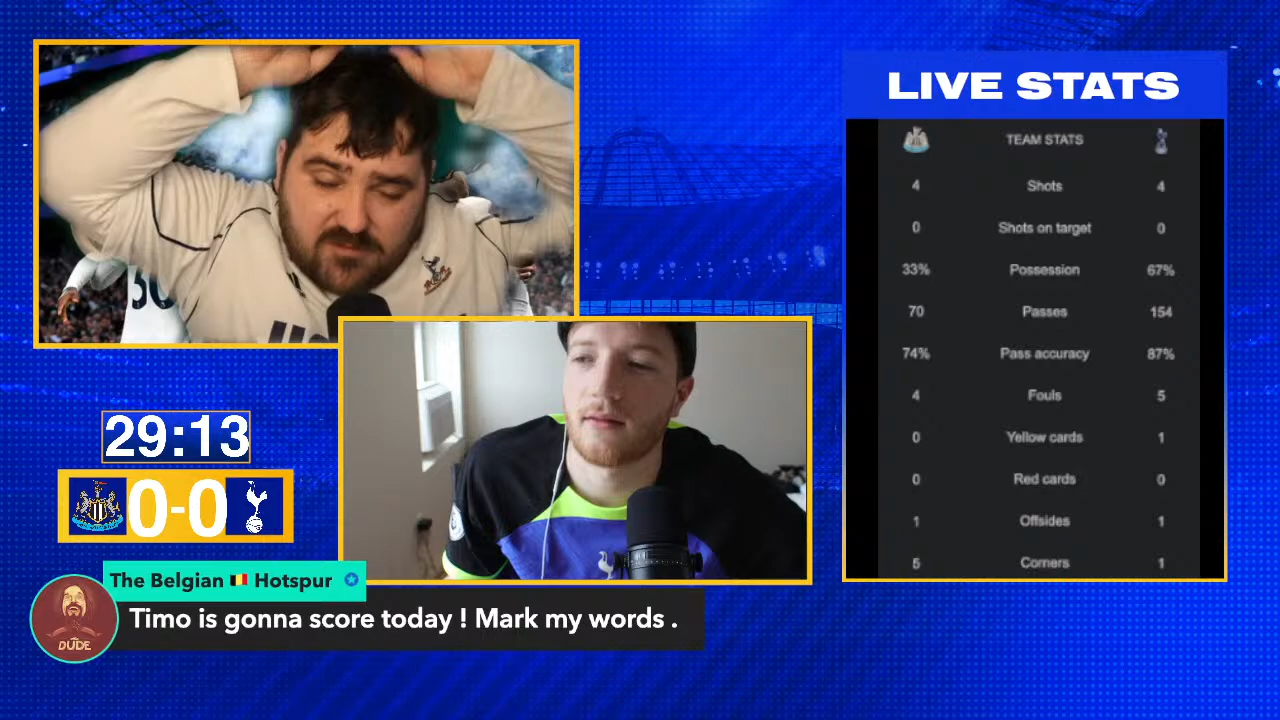 LIVE STATS
TEAM STATS
4 Shots 4
0 Shots on target 0
33% Possession 67%
70 Passes 154
74% Pass accuracy 87%
4 Fouls 5
0 Yellow cards 1
0 Red cards 0
1 Offsides 1
5 Corners 1
29:13
0-0
The Belgian 🇧🇪 Hotspur
Timo is gonna score today ! Mark my words .
THE
DUDE